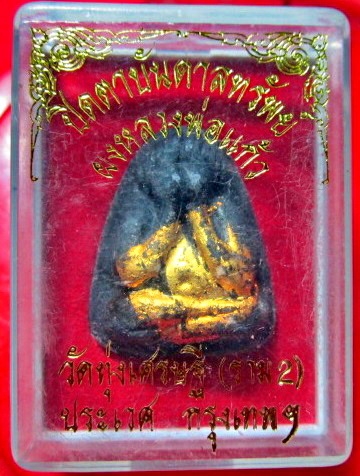 ปิดตาบันดาลทรัพย์
ผงหลวงพ่อแก้ว
วัดทุ่งเศรษฐี (ราม 2)
ประเวศ กรุงเทพฯ